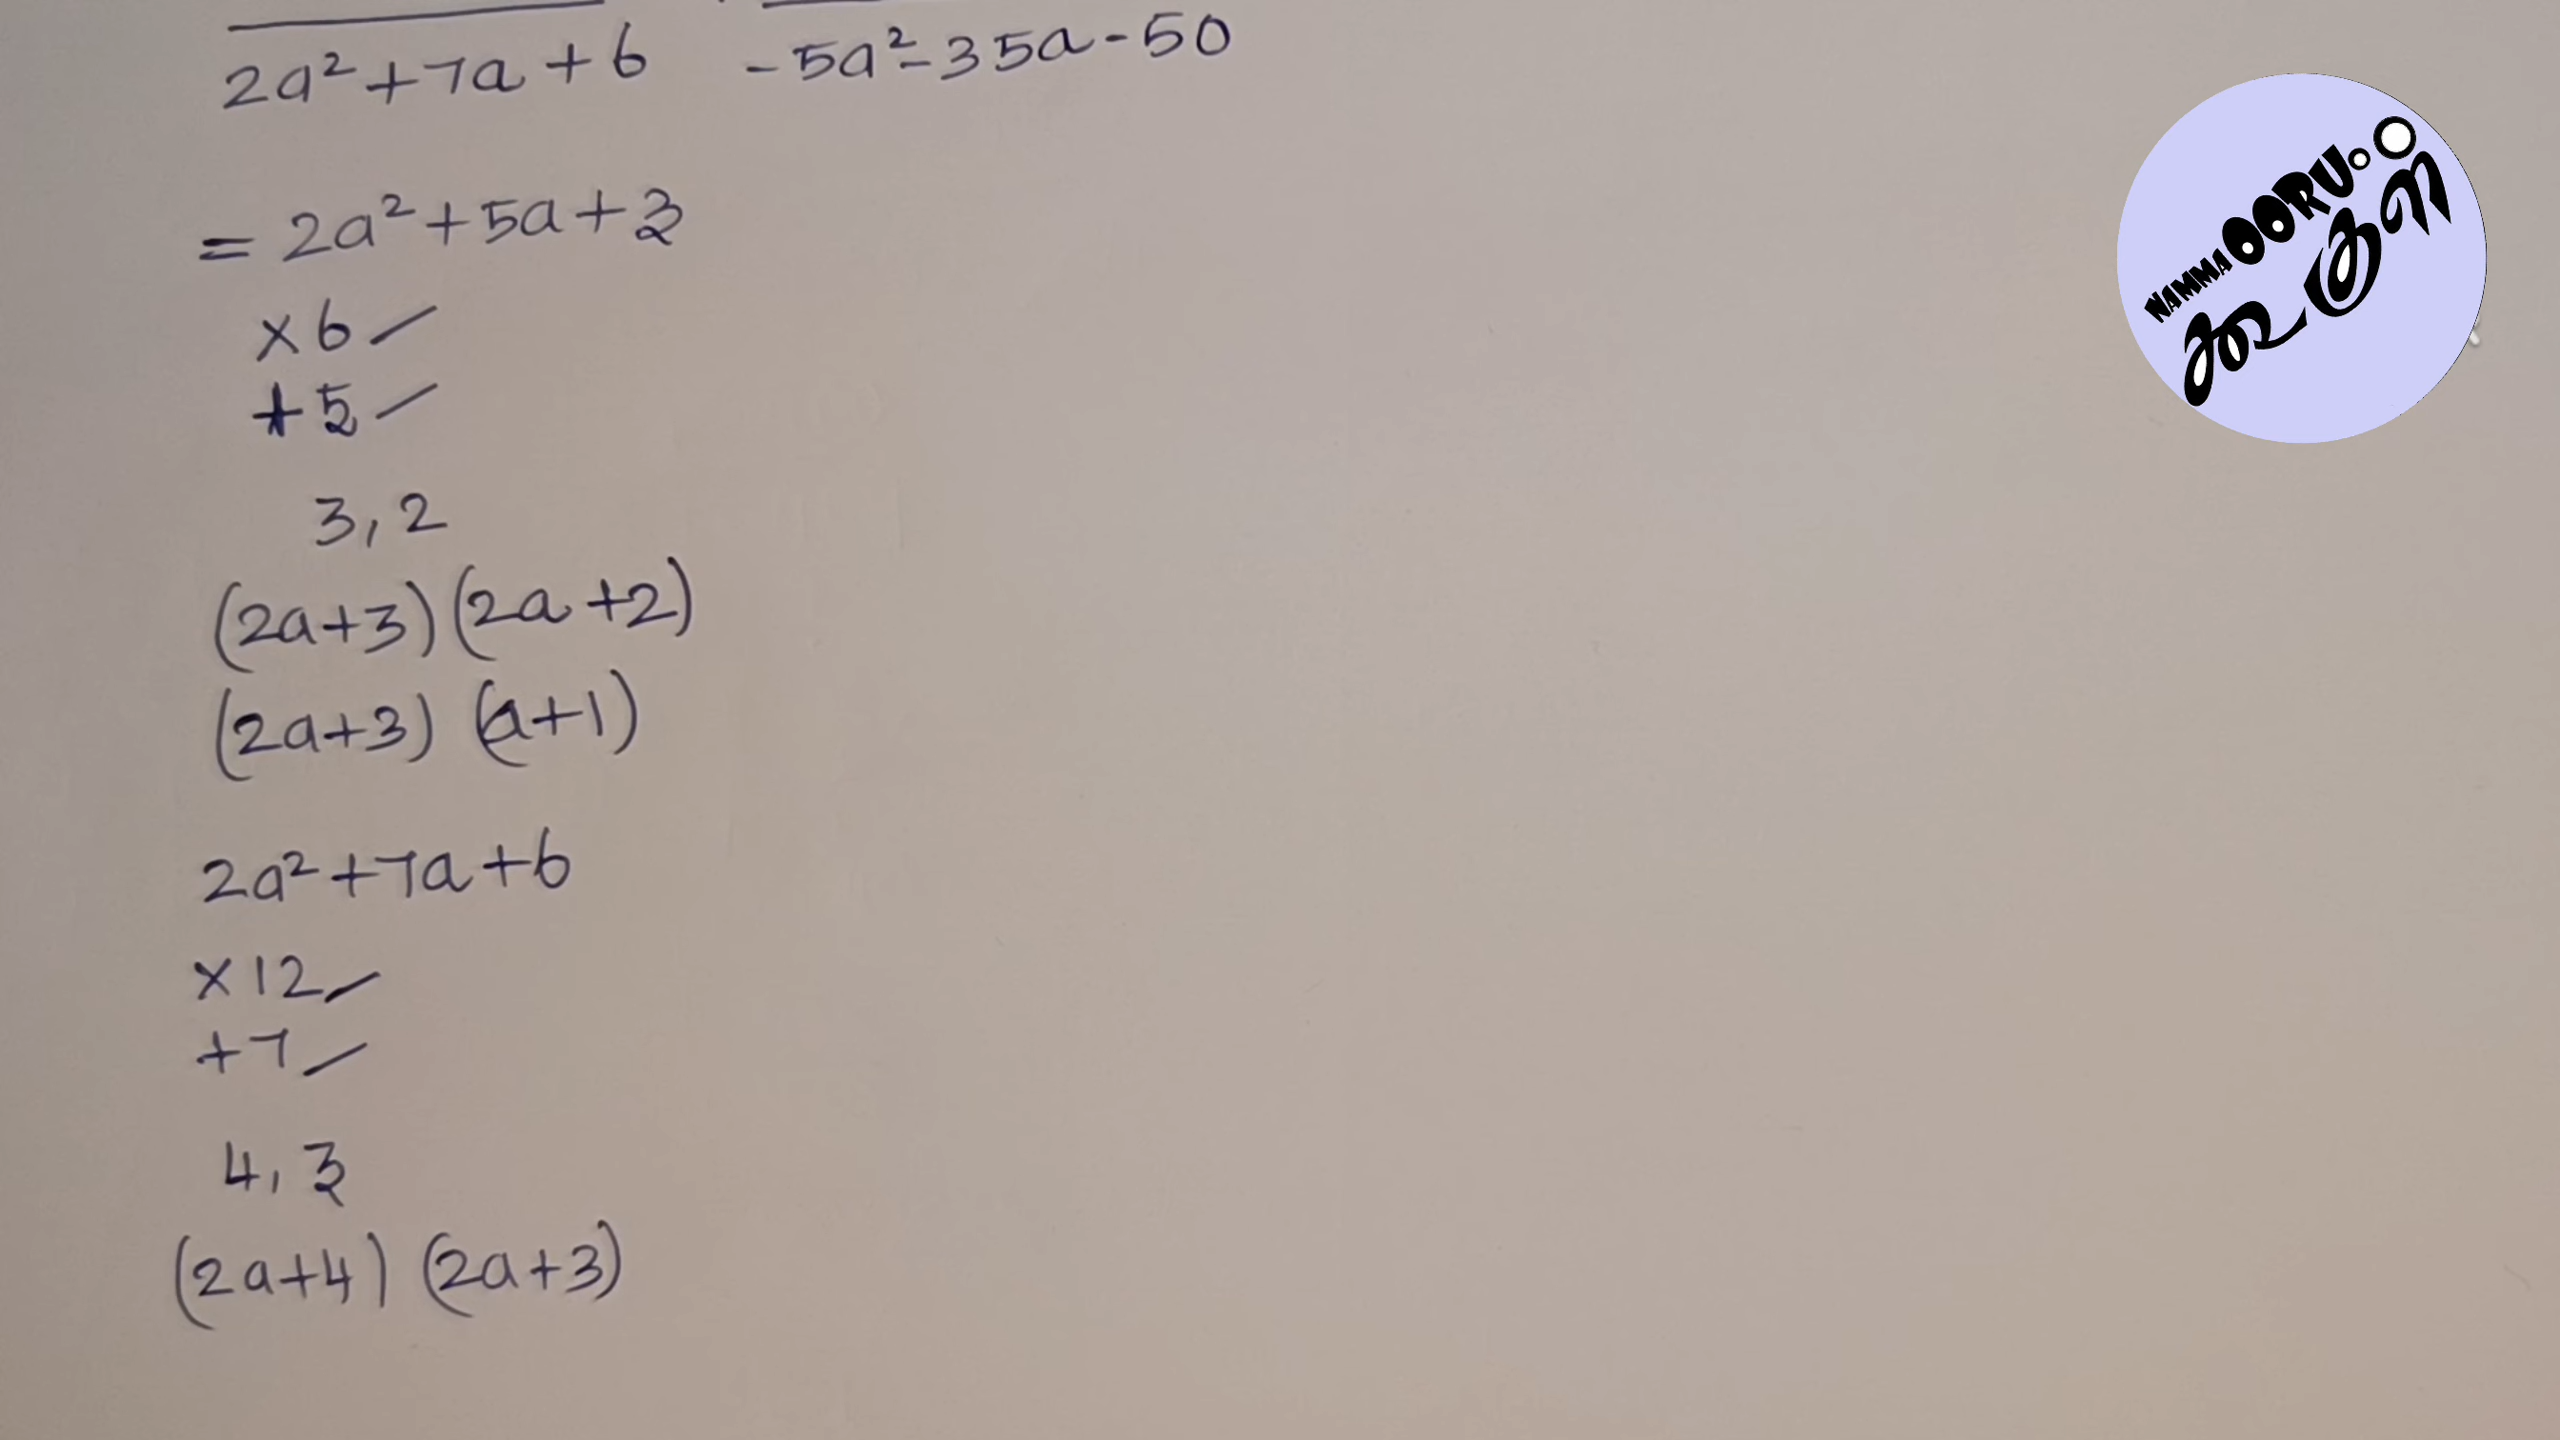 2a²+7a+6   -5a²-35a-50
= 2a²+5a+3
×6
+5
3,2
(2a+3)(2a+2)
(2a+3) (a+1)
2a²+7a+6
×12
+7
4,3
(2a+4) (2a+3)
NAMMA OORU